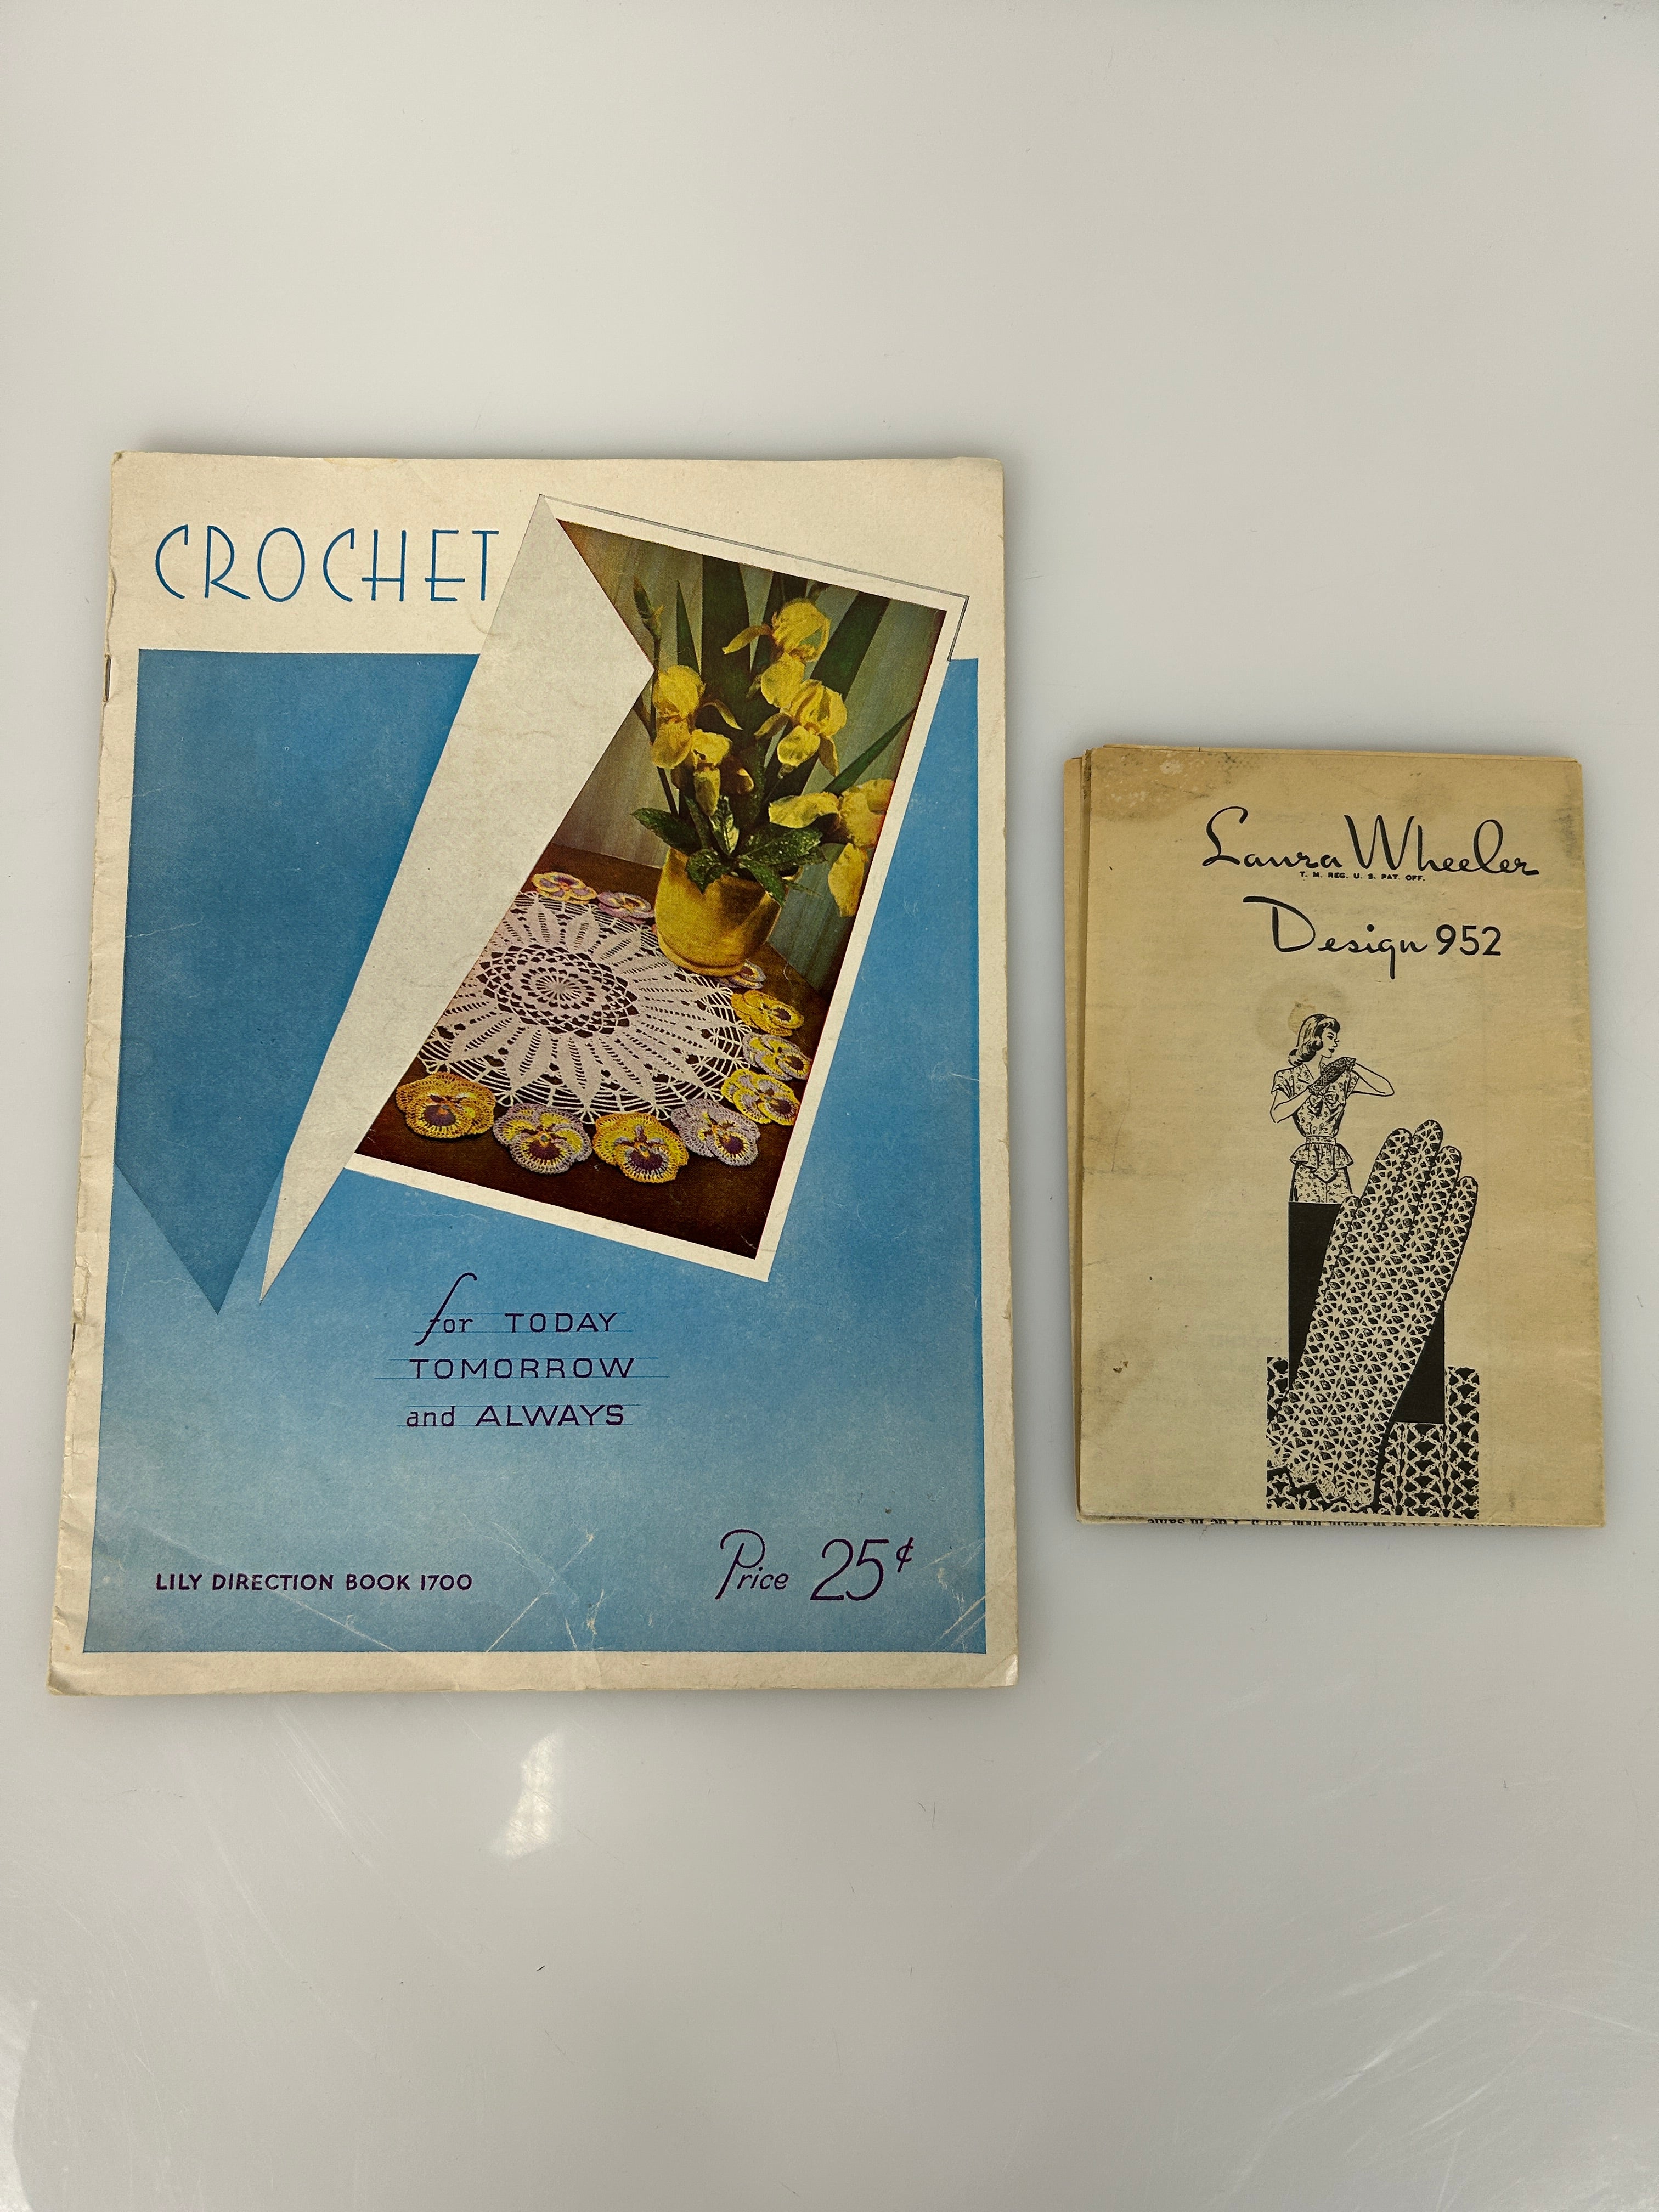 CROCHET
for TODAY
TOMORROW
and ALWAYS
LILY DIRECTION BOOK 1700
Price 25¢
Laura Wheeler
T. M. REG. U. S. PAT. OFF.
Design 952